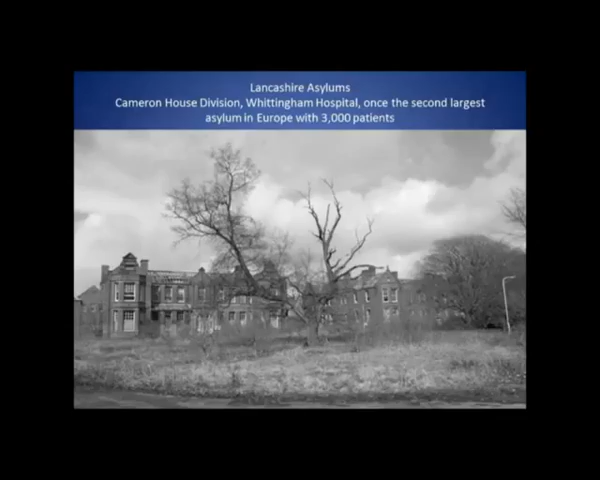 Lancashire Asylums
Cameron House Division, Whittingham Hospital, once the second largest
asylum in Europe with 3,000 patients